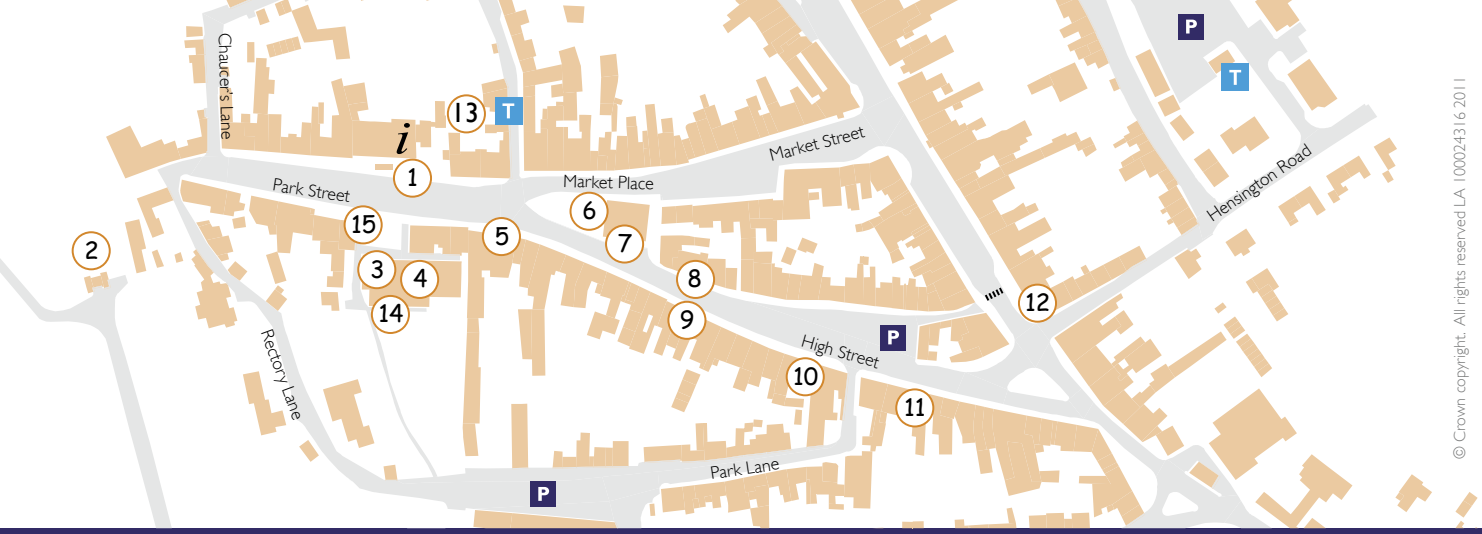 P
T
Chaucer's Lane
13
T
i
Market Street
1
Park Street
Market Place
Hensington Road
15
6
5
7
2
3
4
8
14
9
12
P
High Street
Rectory Lane
10
11
Park Lane
P
© Crown copyright. All rights reserved LA 100024316 2011